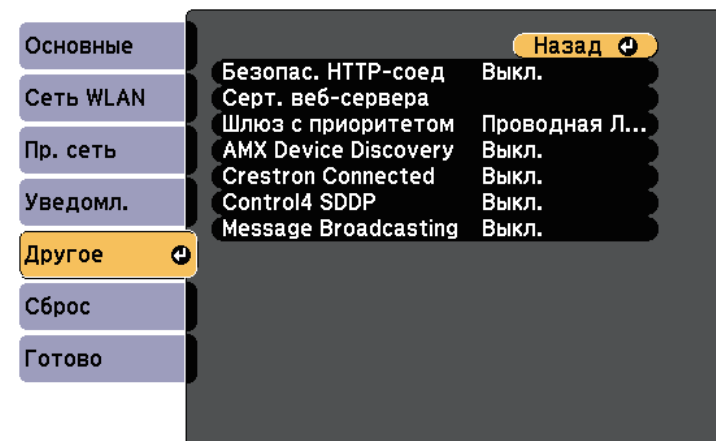 Основные
Сеть WLAN
Пр. сеть
Уведомл.
Другое
Сброс
Готово
Назад
Безопас. HTTP-соед Выкл.
Серт. веб-сервера
Шлюз с приоритетом Проводная Л...
AMX Device Discovery Выкл.
Crestron Connected Выкл.
Control4 SDDP Выкл.
Message Broadcasting Выкл.